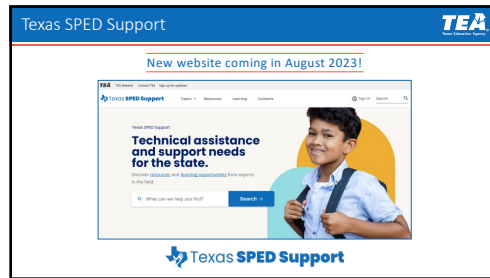 Texas SPED Support
TEA
Texas Education Agency
New website coming in August 2023!
TEA TEA Website Contact TEA Sign up for updates
Texas SPED Support Topics Resources Learning Contacts Sign In Search
Texas SPED Support
Technical assistance
and support needs
for the state.
Discover resources and learning opportunities from experts
in the field.
What can we help you find? Search →
Texas SPED Support